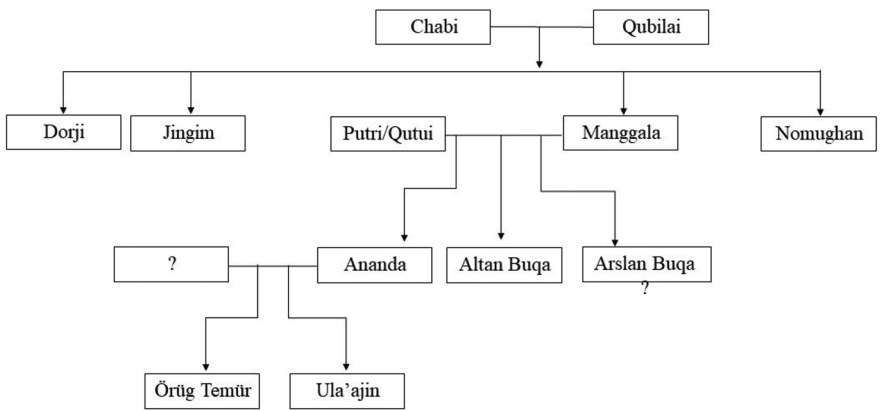 Chabi
Qubilai
Dorji
Jingim
Putri/Qutui
Manggala
Nomughan
?
Ananda
Altan Buqa
Arslan Buqa
?
Örüg Temür
Ula’ajin